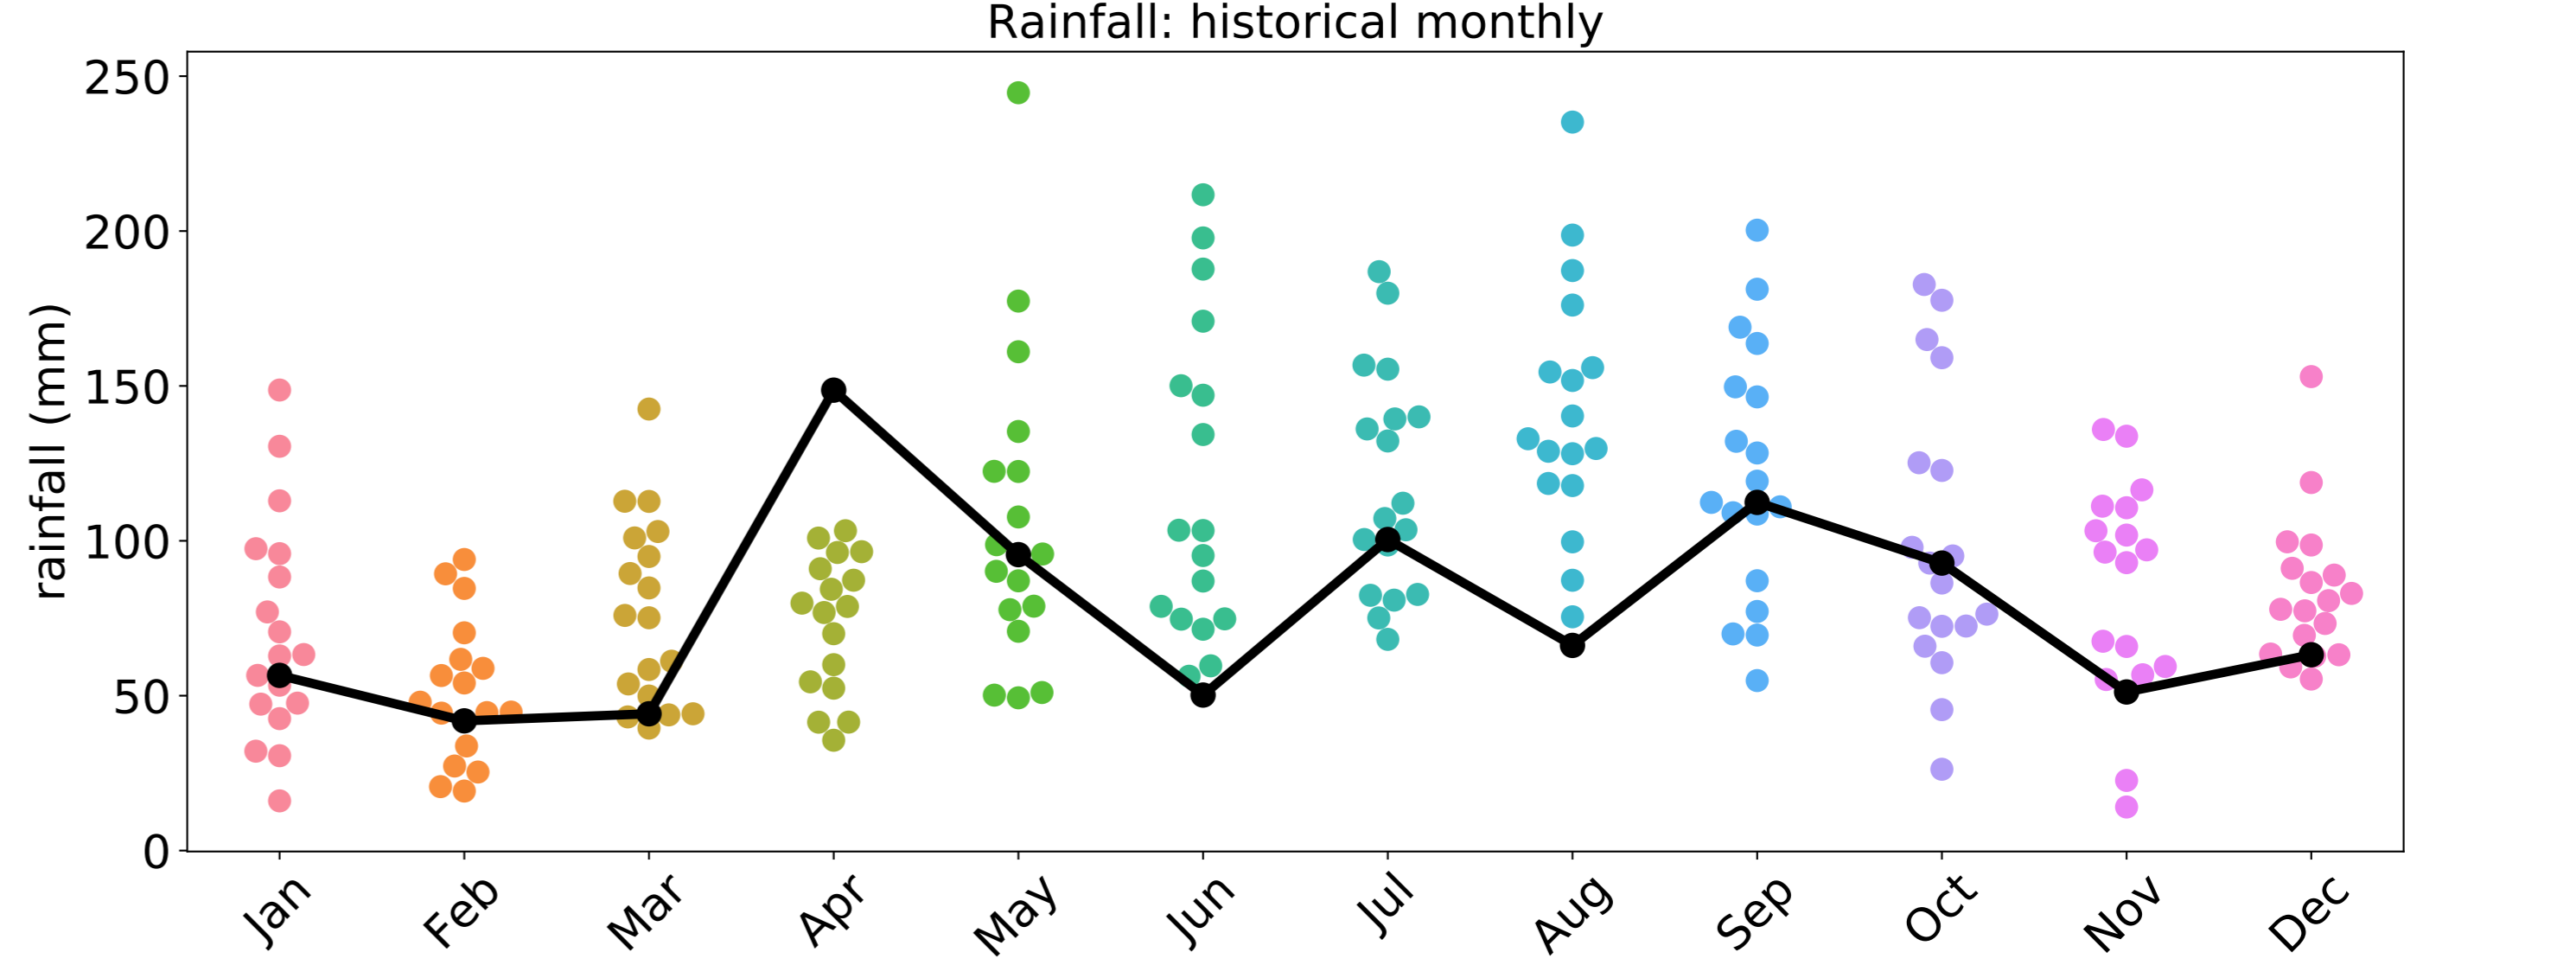 Rainfall: historical monthly
rainfall (mm)
250
200
150
100
50
0
Jan
Feb
Mar
Apr
May
Jun
Jul
Aug
Sep
Oct
Nov
Dec